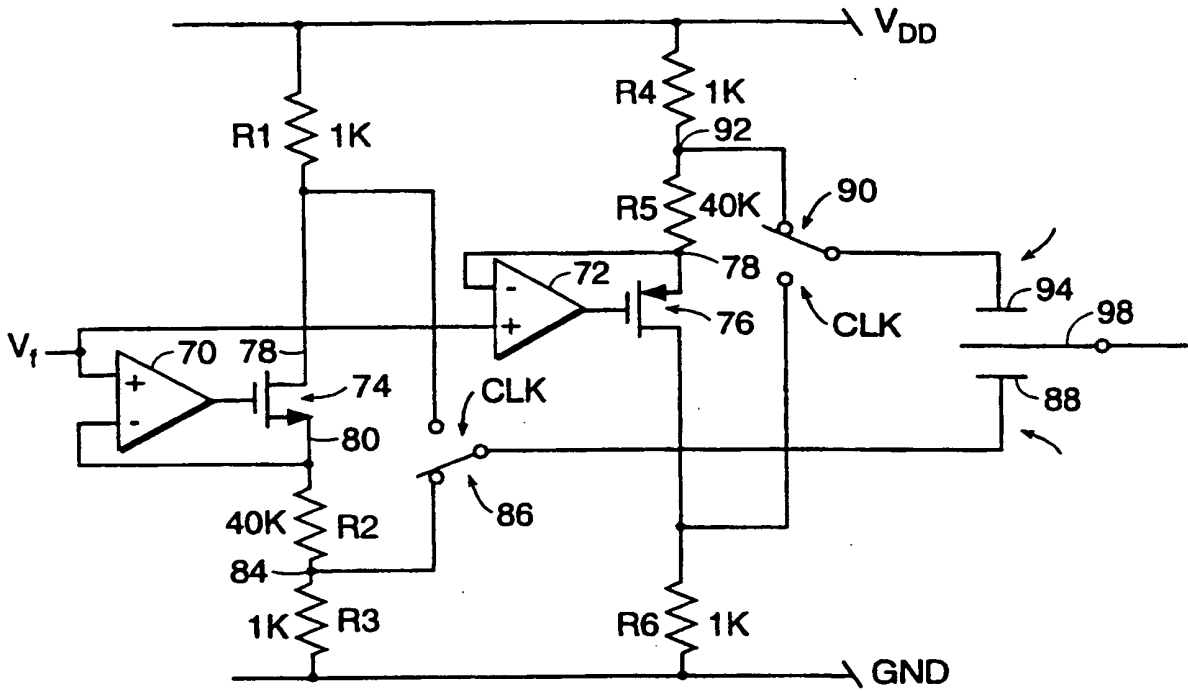 V_DD
R4 1K
92
R1 1K
R5 40K
90
78
72
94
76
CLK
98
V_f
70
78
74
CLK
88
80
86
40K R2
84
1K R3
R6 1K
GND
+
-
-
+